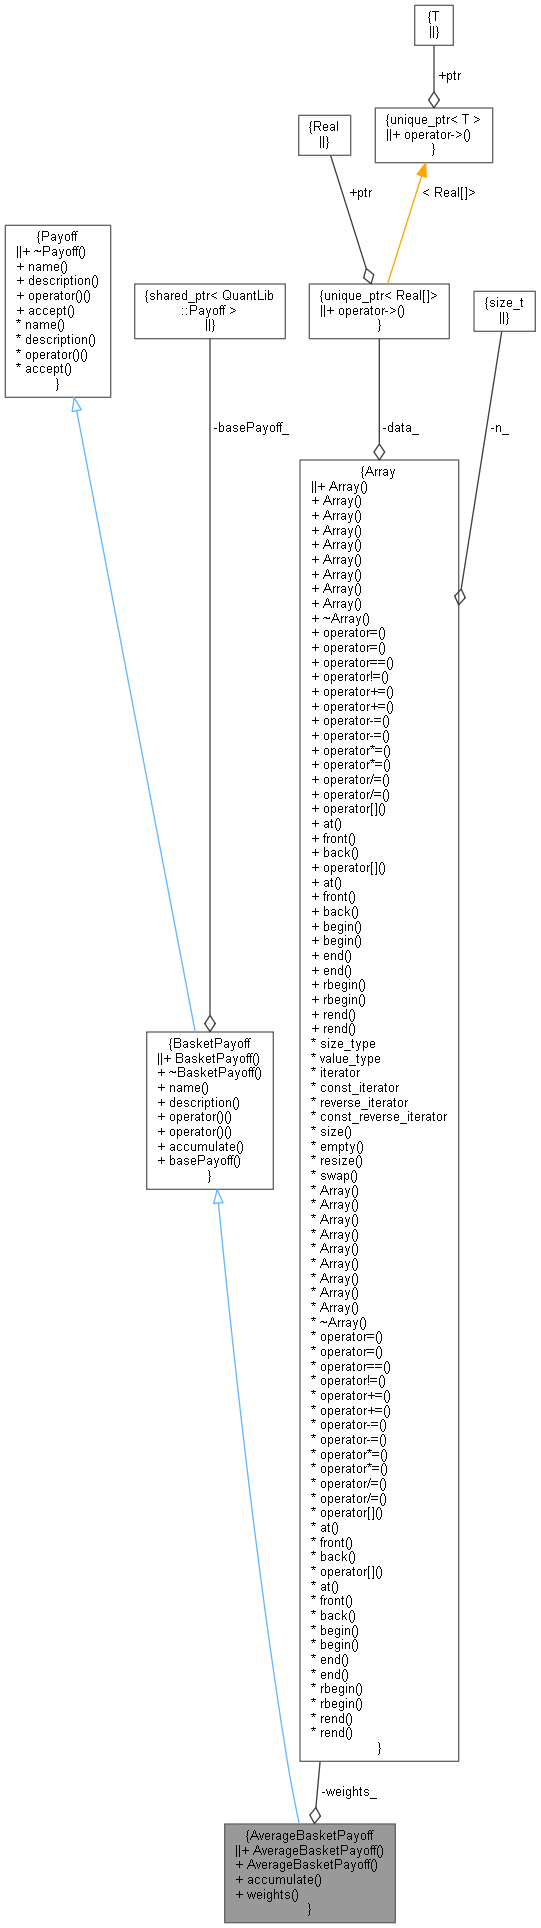 {T
||}
+ptr
{unique_ptr< T >
||+ operator->()
}
{Real
||}
+ptr
< Real[]>
{Payoff
||+ ~Payoff()
+ name()
+ description()
+ operator()()
+ accept()
* name()
* description()
* operator()()
* accept()
}
{shared_ptr< QuantLib
::Payoff >
||}
{unique_ptr< Real[]>
||+ operator->()
}
{size_t
||}
-basePayoff_
-data_
-n_
{Array
||+ Array()
+ Array()
+ Array()
+ Array()
+ Array()
+ Array()
+ Array()
+ Array()
+ Array()
+ ~Array()
+ operator=()
+ operator=()
+ operator==()
+ operator!=()
+ operator+=()
+ operator+=()
+ operator-=()
+ operator-=()
+ operator*=()
+ operator*=()
+ operator/=()
+ operator/=()
+ operator[]()
+ at()
+ front()
+ back()
+ operator[]()
+ at()
+ front()
+ back()
+ begin()
+ begin()
+ end()
+ end()
+ rbegin()
+ rbegin()
+ rend()
+ rend()
* size_type
* value_type
* iterator
* const_iterator
* reverse_iterator
* const_reverse_iterator
* size()
* empty()
* resize()
* swap()
* Array()
* Array()
* Array()
* Array()
* Array()
* Array()
* Array()
* Array()
* Array()
* ~Array()
* operator=()
* operator=()
* operator==()
* operator!=()
* operator+=()
* operator+=()
* operator-=()
* operator-=()
* operator*=()
* operator*=()
* operator/=()
* operator/=()
* operator[]()
* at()
* front()
* back()
* operator[]()
* at()
* front()
* back()
* begin()
* begin()
* end()
* end()
* rbegin()
* rbegin()
* rend()
* rend()
}
{BasketPayoff
||+ BasketPayoff()
+ ~BasketPayoff()
+ name()
+ description()
+ operator()()
+ operator()()
+ accumulate()
+ basePayoff()
}
-weights_
{AverageBasketPayoff
||+ AverageBasketPayoff()
+ AverageBasketPayoff()
+ accumulate()
+ weights()
}